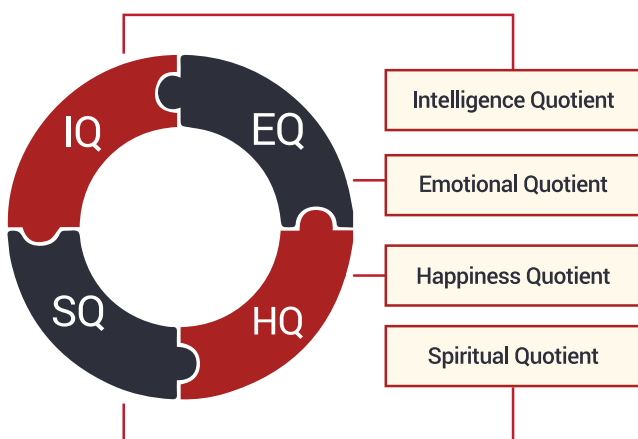 IQ
EQ
SQ
HQ
Intelligence Quotient
Emotional Quotient
Happiness Quotient
Spiritual Quotient